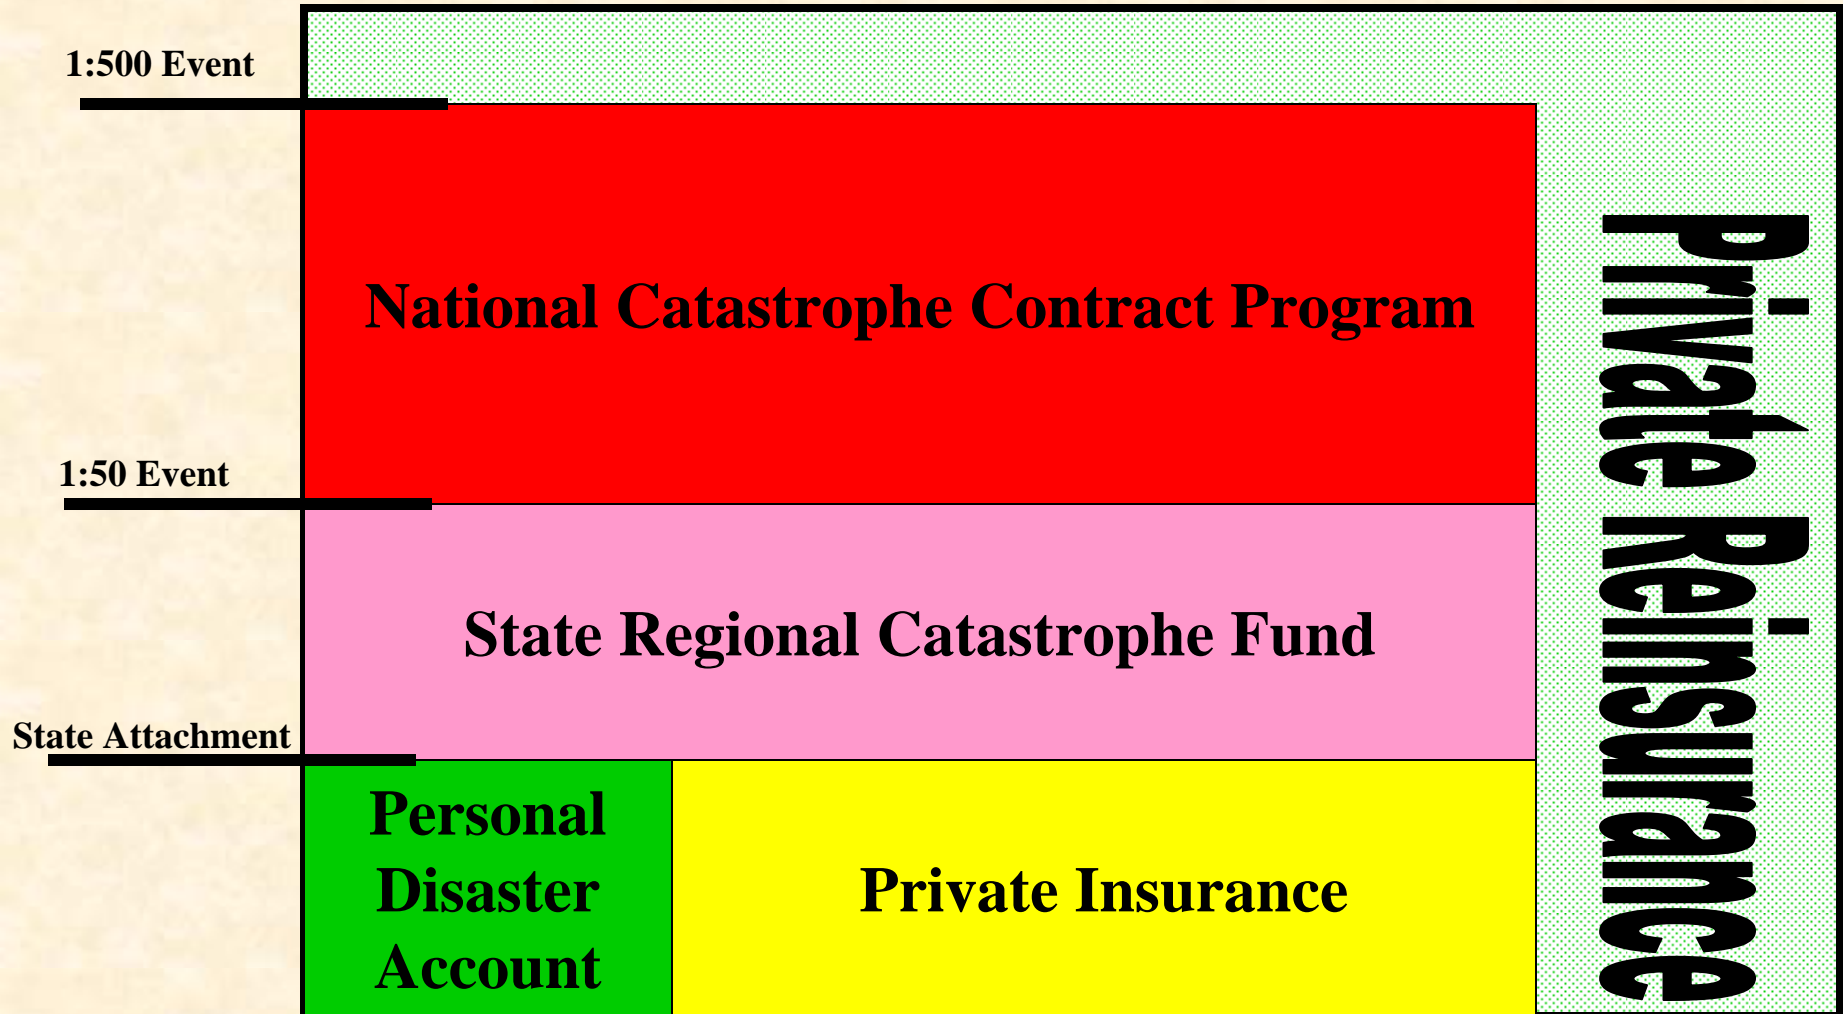 1:500 Event
National Catastrophe Contract Program
1:50 Event
State Regional Catastrophe Fund
State Attachment
Personal
Disaster
Account
Private Insurance
Private Reinsurance